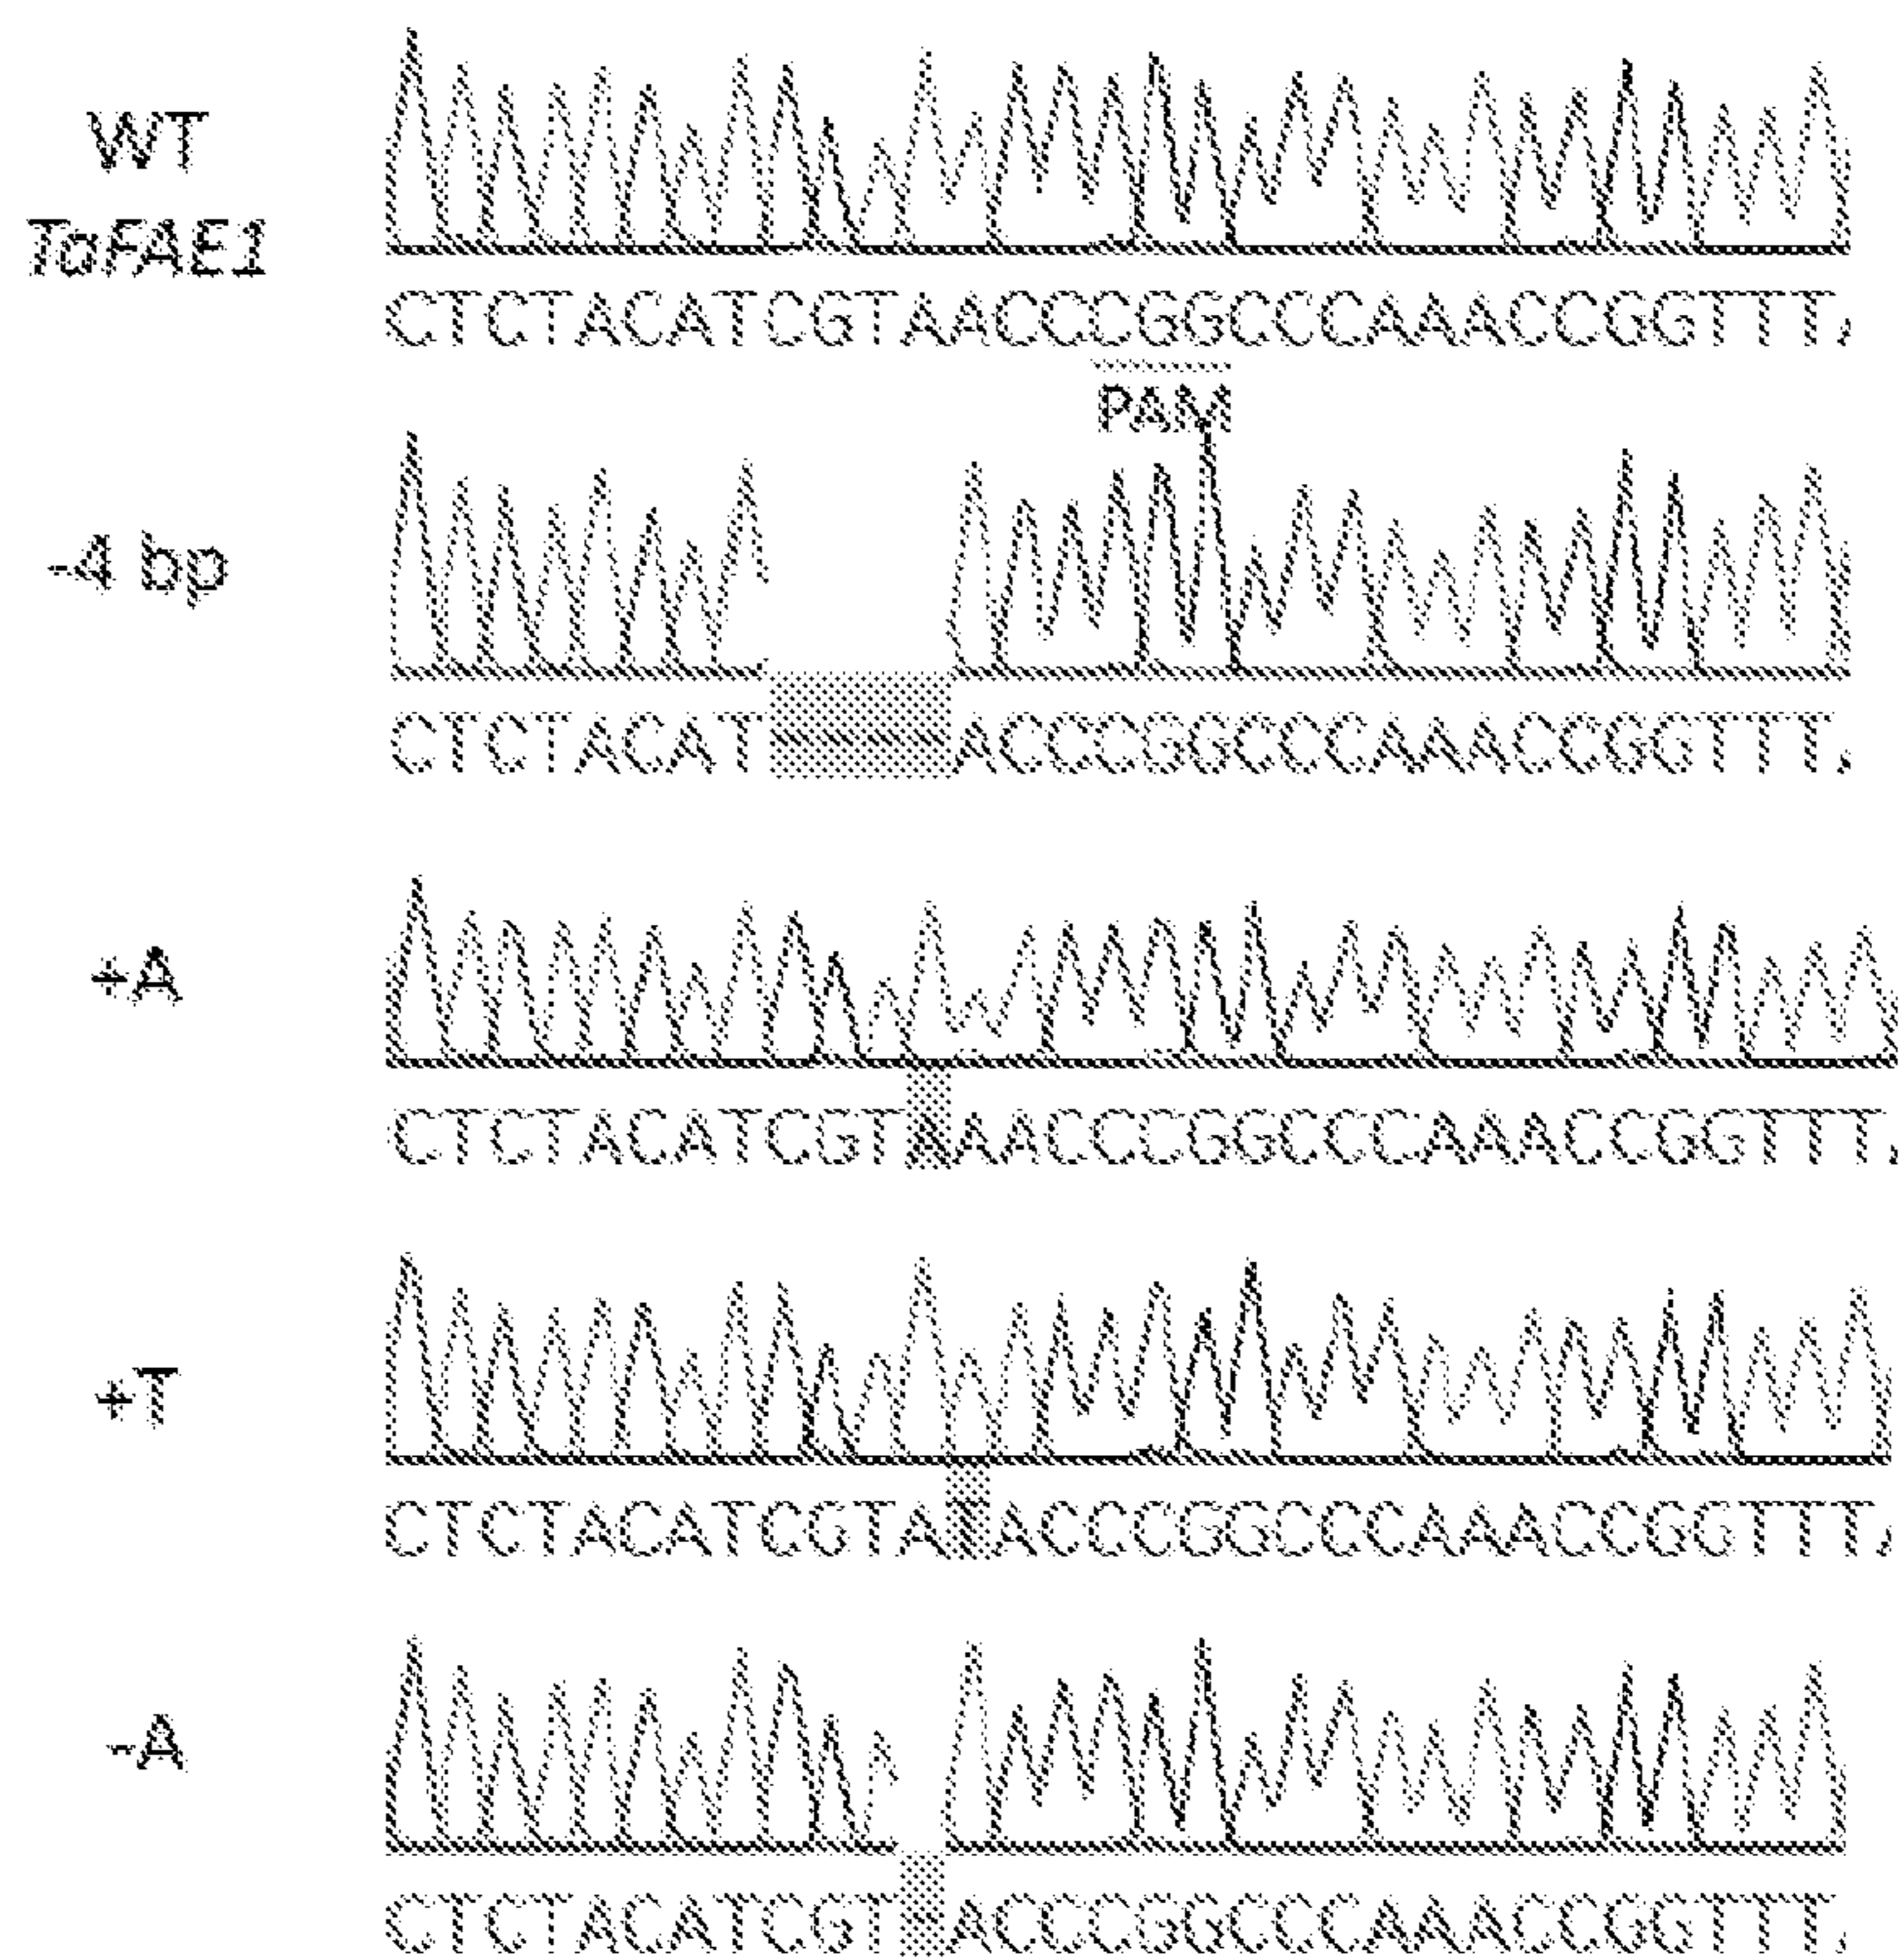 WT
TaFAE1
CTCTACATCGTAACCCGGCCCAAACCGGTTT
PAM
-4 bp
CTCTACAT----ACCCGGCCCAAACCGGTTT
+A
CTCTACATCGTAAACCCGGCCCAAACCGGTTT
+T
CTCTACATCGTATACCCGGCCCAAACCGGTTT
-A
CTCTACATCGT-ACCCGGCCCAAACCGGTTT